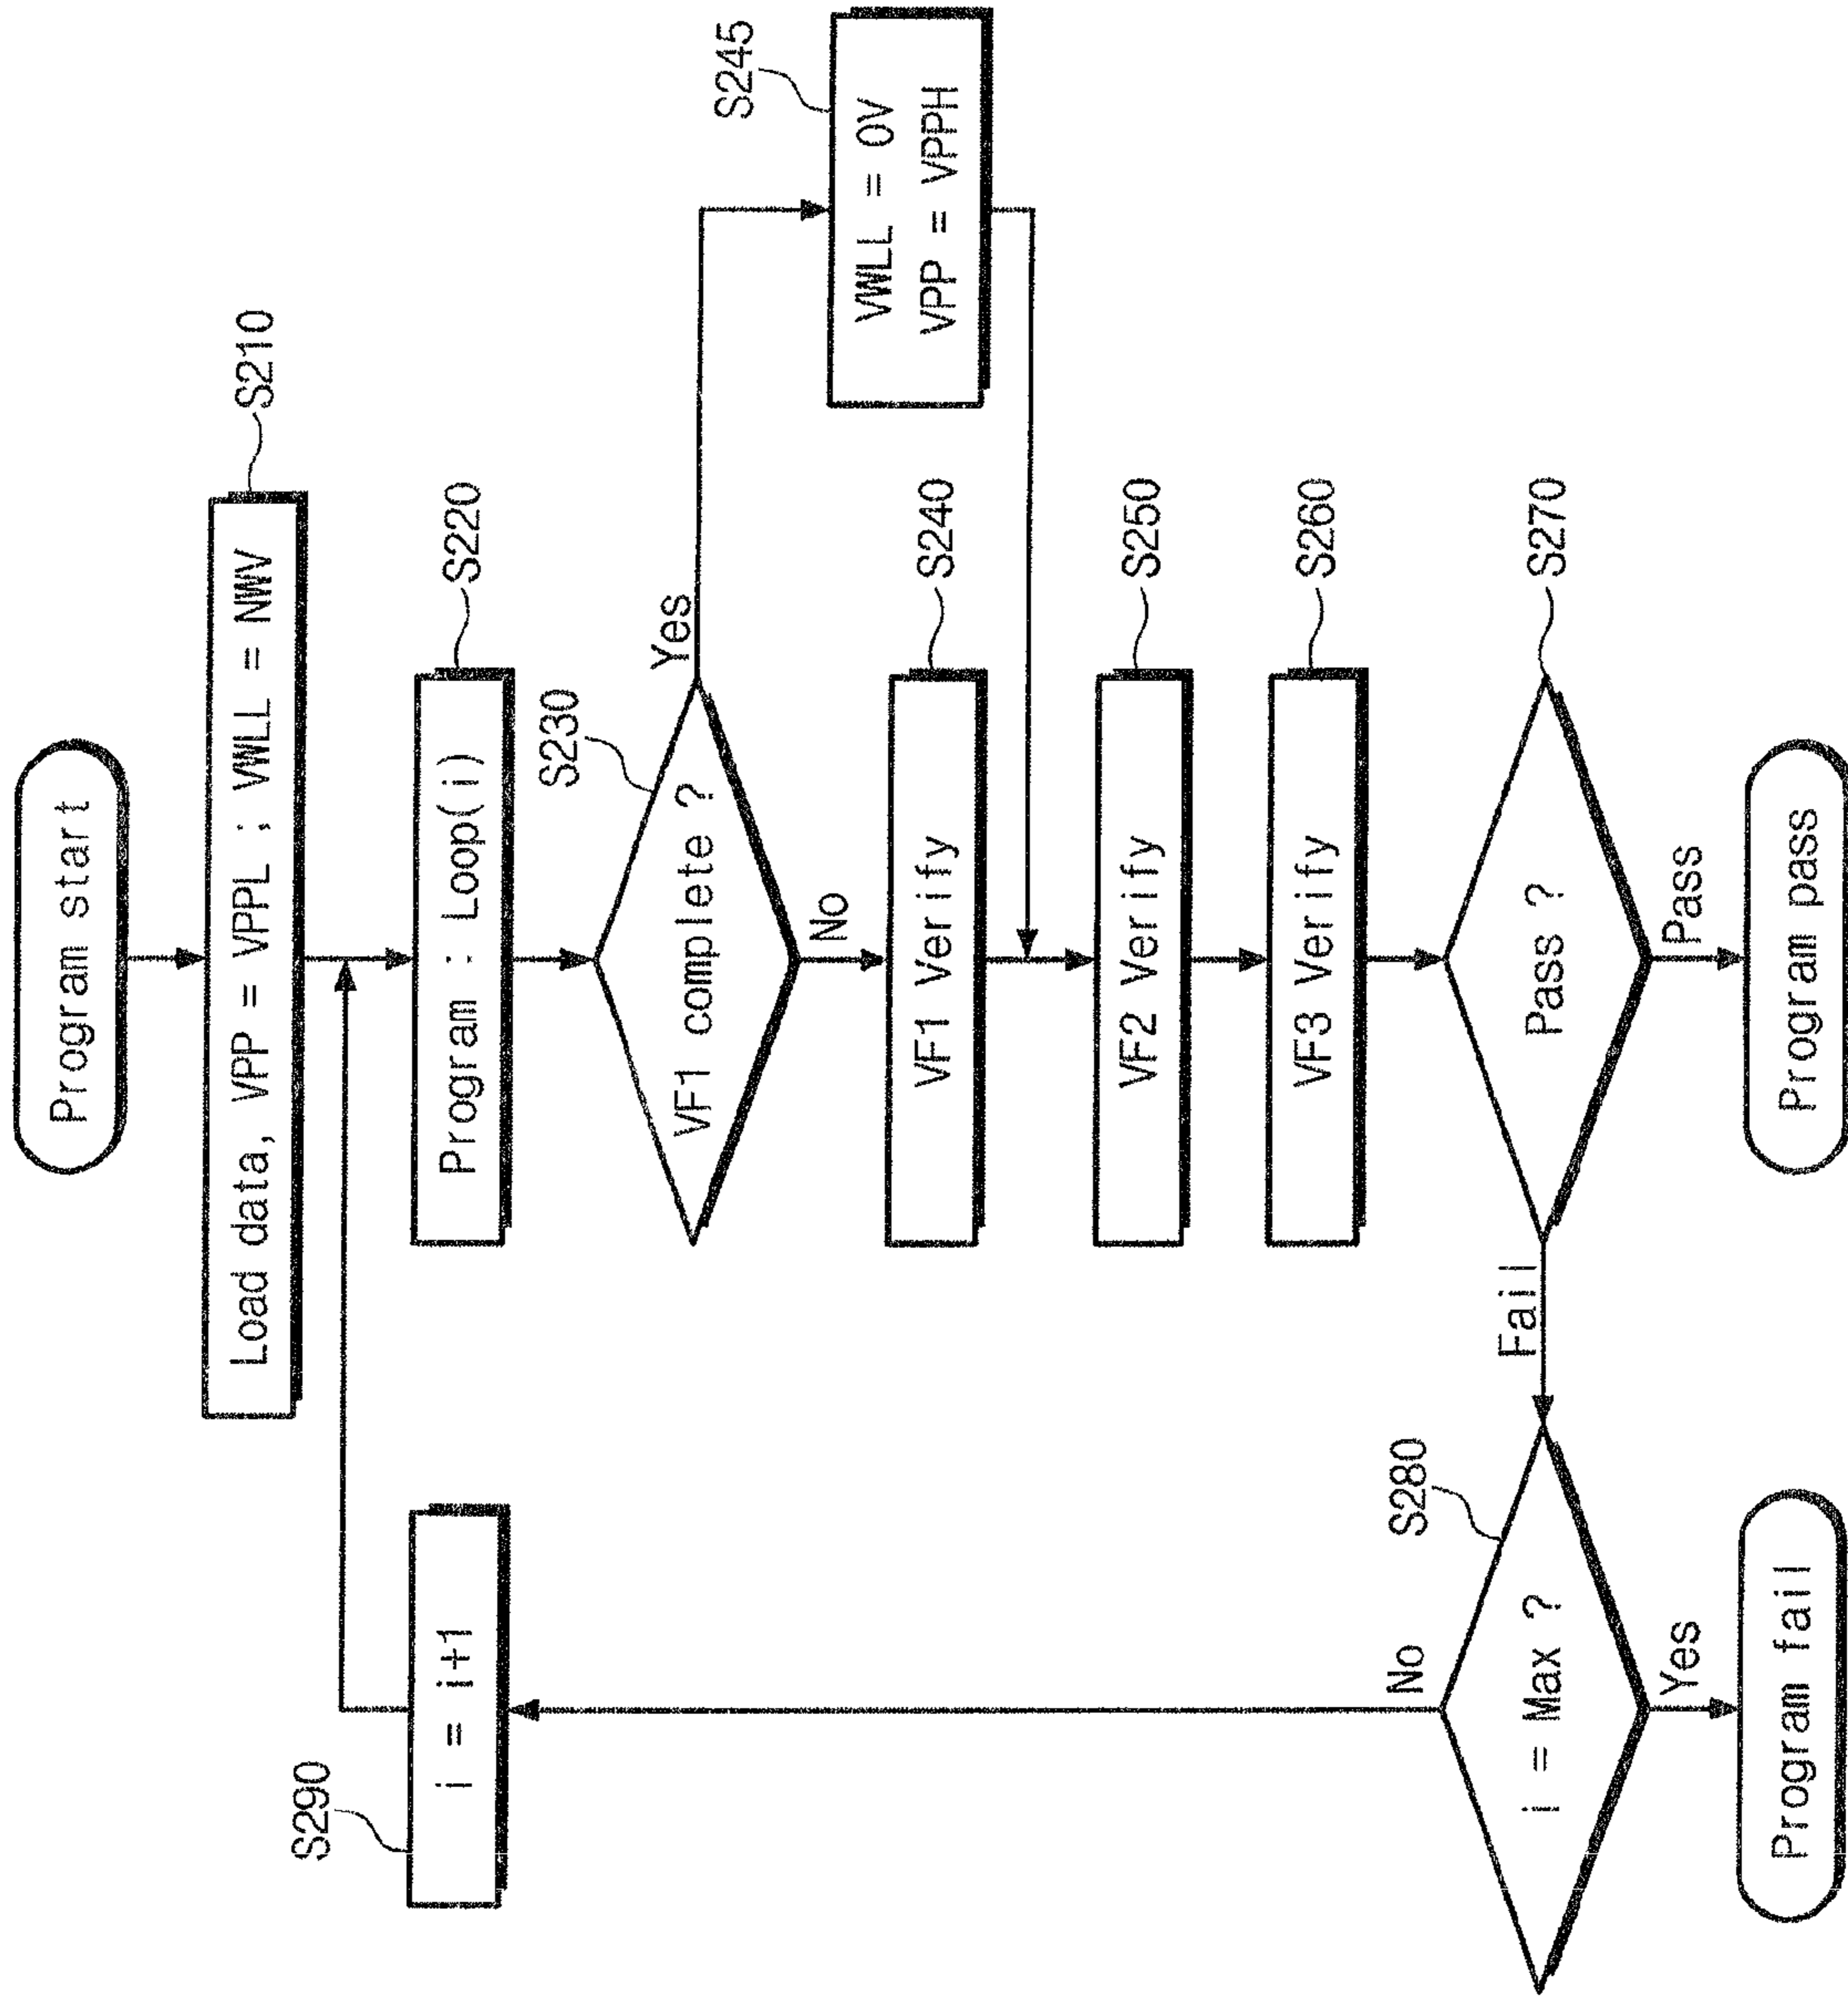 Program start
Load data, VPP = VPPL ; VWLL = NWV
S210
Program : Loop(i)
S220
VF1 complete ?
S230
Yes
No
VWLL = 0V
VPP = VPPH
S245
VF1 Verify
S240
VF2 Verify
S250
VF3 Verify
S260
Pass ?
S270
Pass
Program pass
Fail
i = Max ?
S280
No
Yes
Program fail
i = i+1
S290